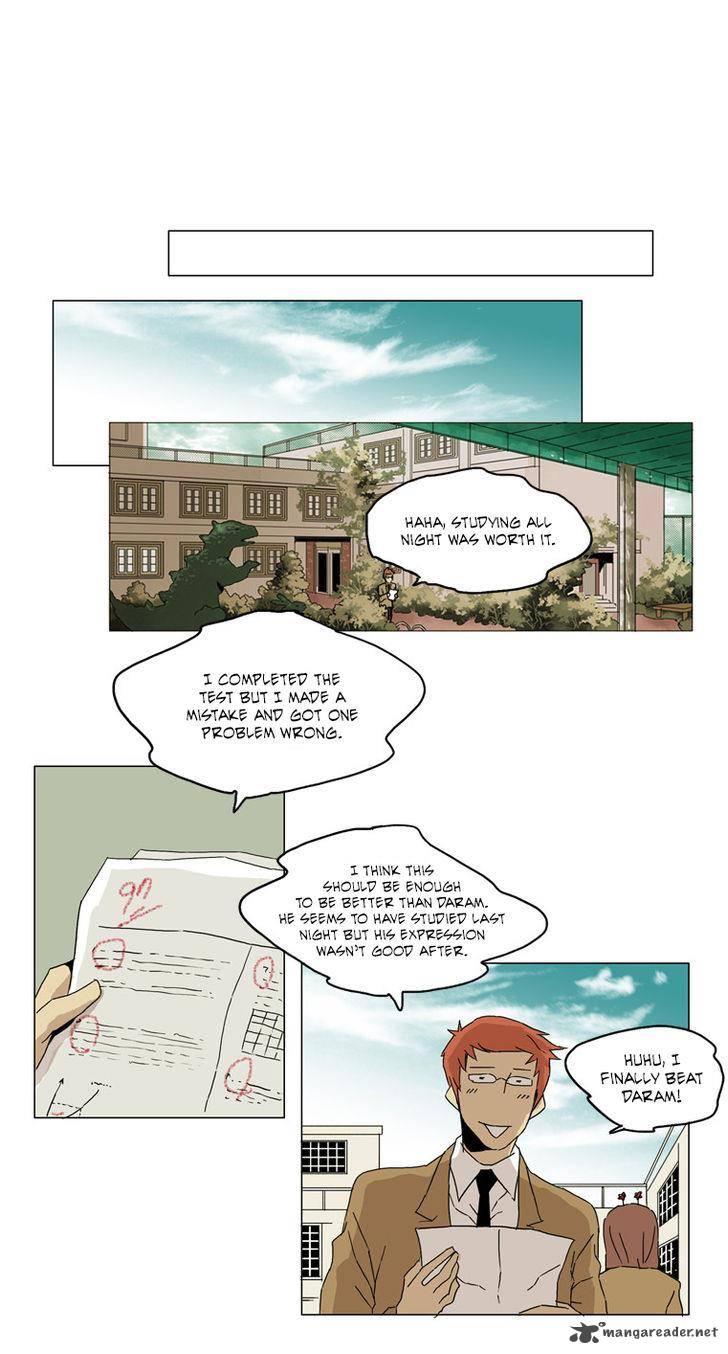 HAHA, STUDYING ALL
NIGHT WAS WORTH IT.
I COMPLETED THE
TEST BUT I MADE A
MISTAKE AND GOT ONE
PROBLEM WRONG.
97
I THINK THIS
SHOULD BE ENOUGH
TO BE BETTER THAN DARAM.
HE SEEMS TO HAVE STUDIED LAST
NIGHT BUT HIS EXPRESSION
WASN'T GOOD AFTER.
HUHU, I
FINALLY BEAT
DARAM!
mangareader.net